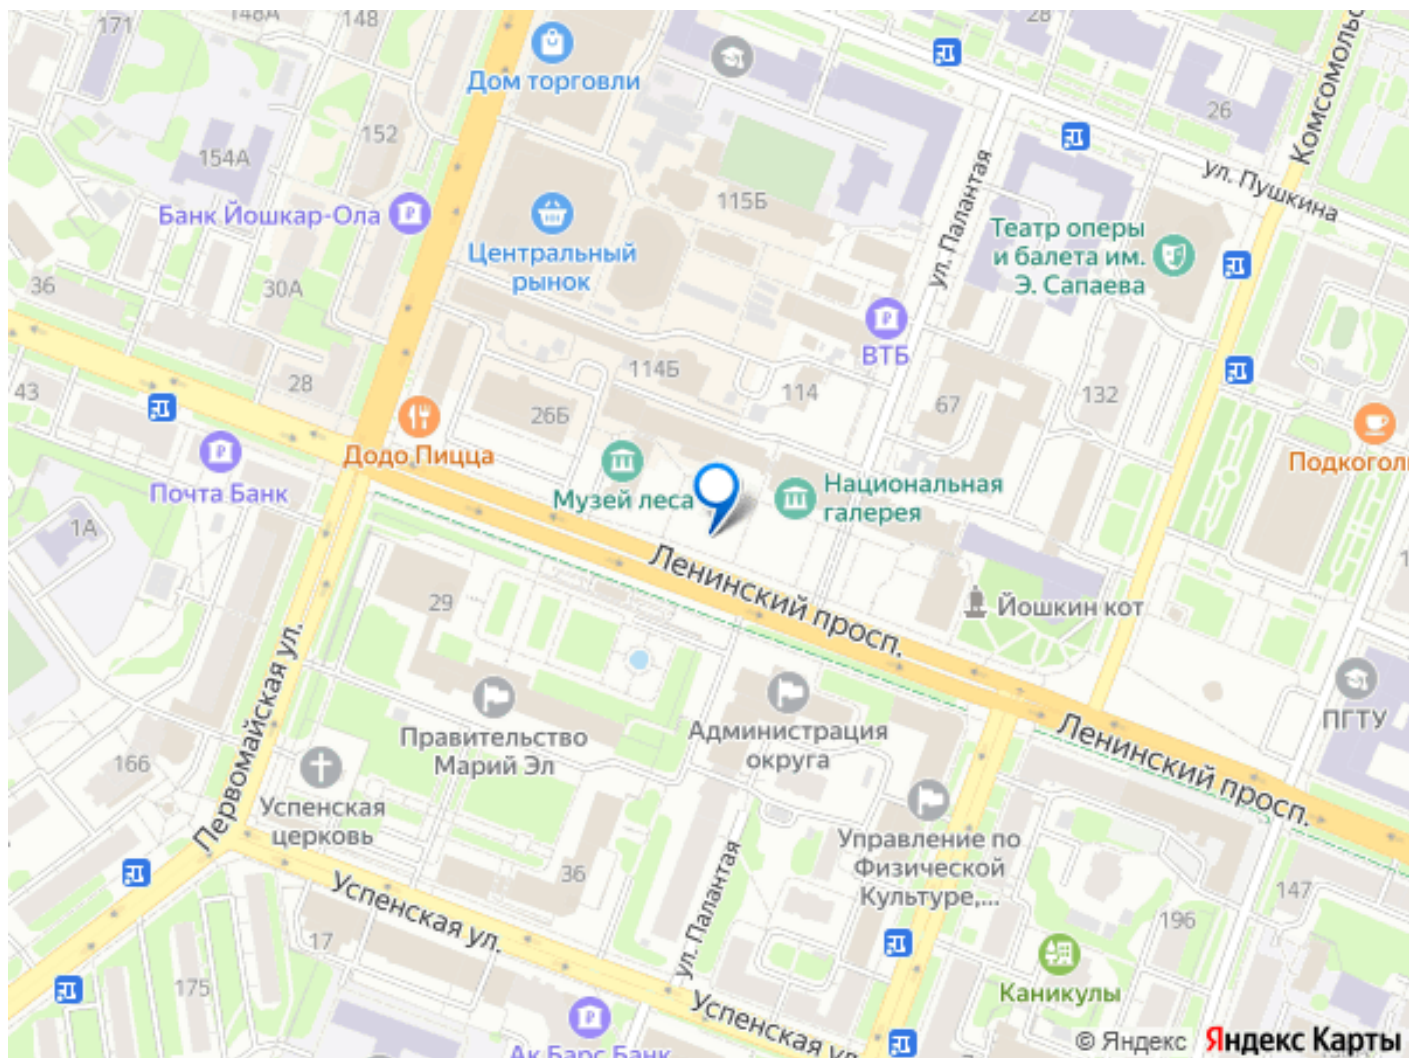 171
148А
148
28
Дом торговли
Комсомольс
152
154А
26
ул. Пушкина
Банк Йошкар-Ола
115Б
ул. Палантая
Театр оперы
и балета им.
Э. Сапаева
Центральный
рынок
36
30А
ВТБ
114Б
114
28
43
67
132
26Б
Додо Пицца
Подкоголь
Почта Банк
Музей леса
Национальная
галерея
1А
Ленинский просп.
29
Йошкин кот
Первомайская ул.
Правительство
Марий Эл
Администрация
округа
ПГТУ
Ленинский просп.
166
Успенская
церковь
Управление по
Физической
Культуре,...
36
147
Успенская ул.
ул. Палантая
196
17
175
Каникулы
Успенская ул.
Ак Барс Банк
© Яндекс Яндекс Карты